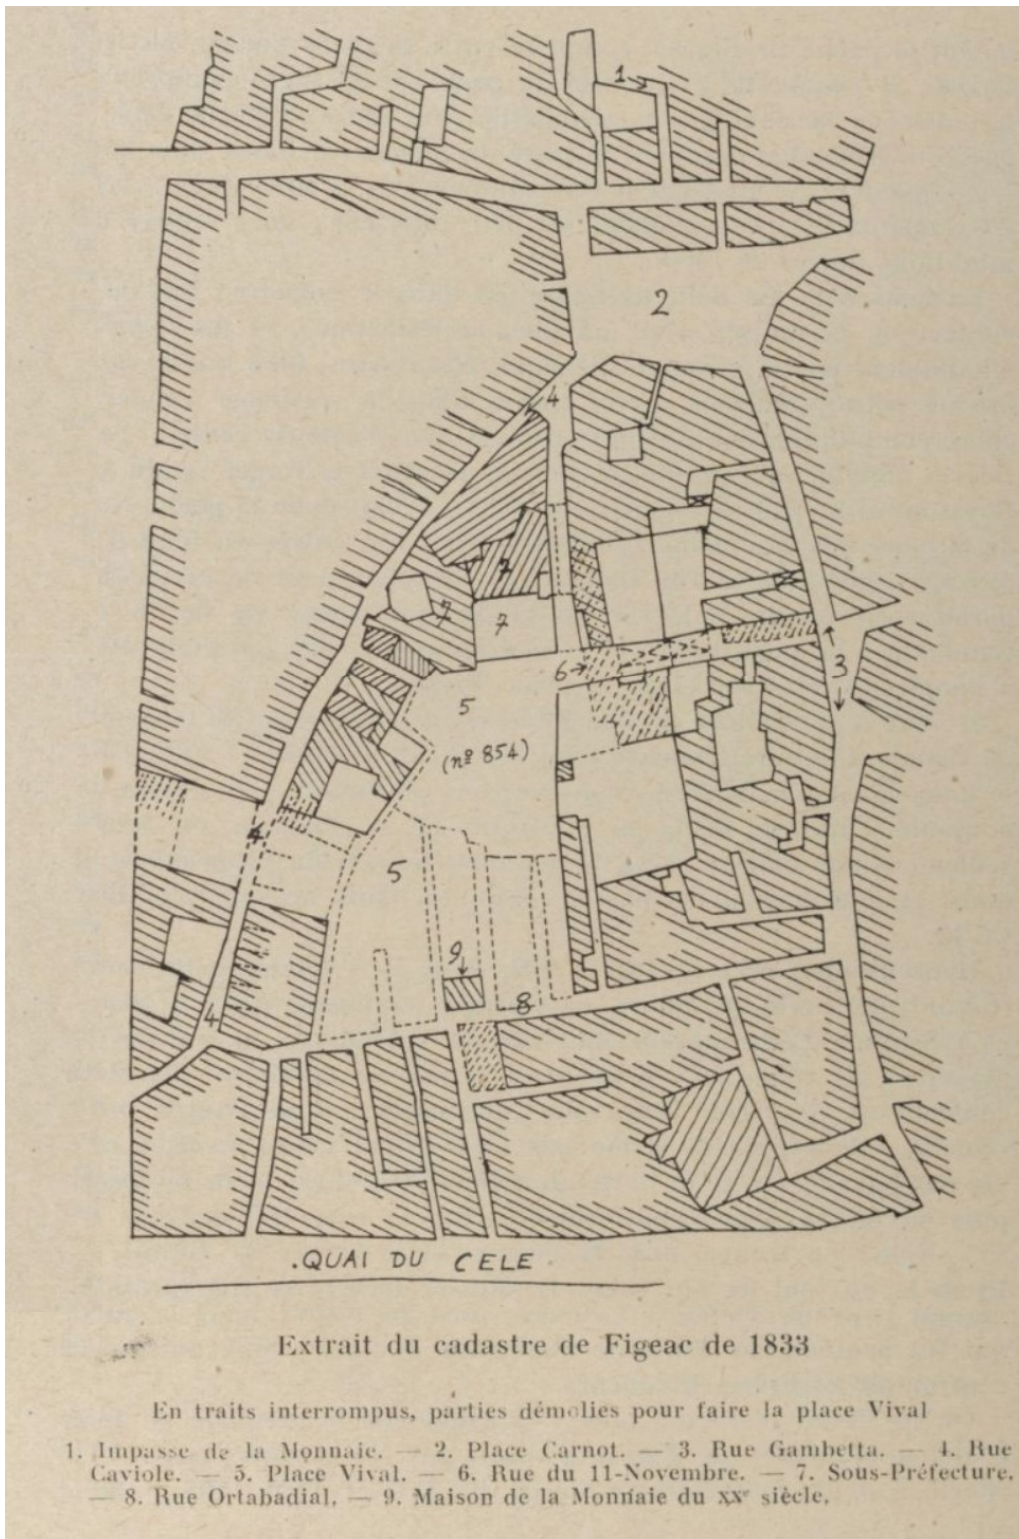 1
2
4
7
7
7
3
6
5
(nº 854)
4
5
9
8
4
.QUAI DU CELE
Extrait du cadastre de Figeac de 1833
En traits interrompus, parties démolies pour faire la place Vival
1. Impasse de la Monnaie. — 2. Place Carnot. — 3. Rue Gambetta. — 4. Rue
Caviole. — 5. Place Vival. — 6. Rue du 11-Novembre. — 7. Sous-Préfecture.
— 8. Rue Ortabadial. — 9. Maison de la Monnaie du XXe siècle.